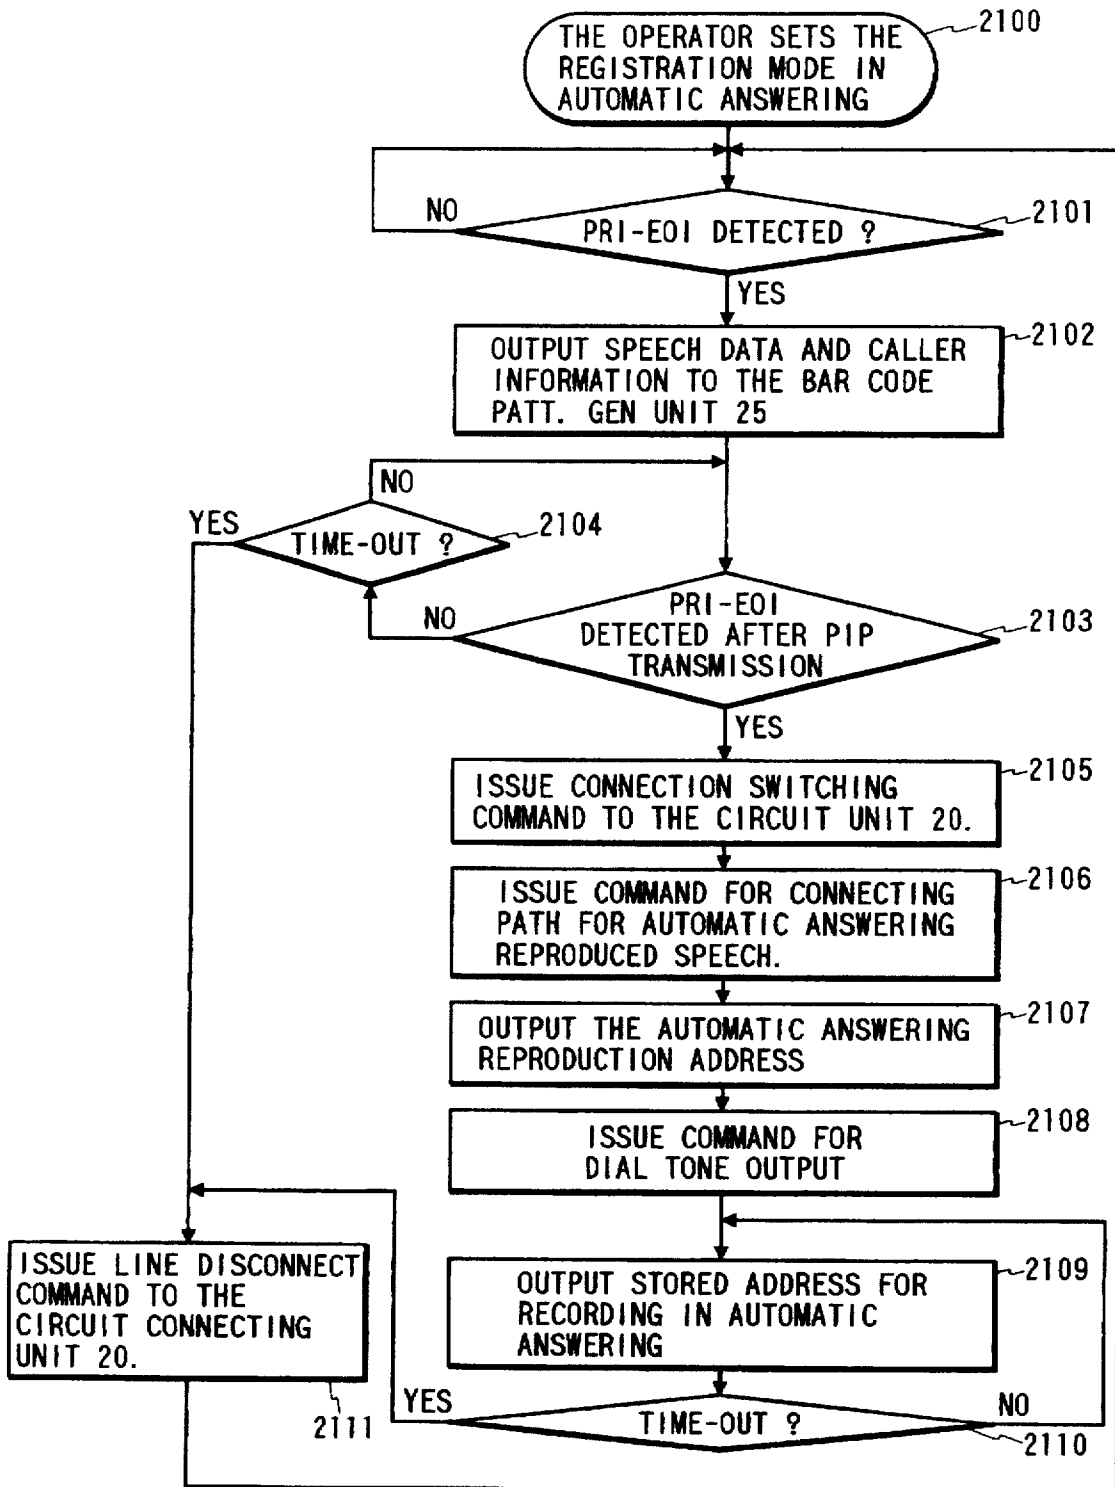 THE OPERATOR SETS THE
REGISTRATION MODE IN
AUTOMATIC ANSWERING
2100
NO
PRI-EOI DETECTED ?
2101
YES
OUTPUT SPEECH DATA AND CALLER
INFORMATION TO THE BAR CODE
PATT. GEN UNIT 25
2102
NO
YES
TIME-OUT ?
2104
NO
PRI-EOI
DETECTED AFTER PIP
TRANSMISSION
2103
YES
ISSUE CONNECTION SWITCHING
COMMAND TO THE CIRCUIT UNIT 20.
2105
ISSUE COMMAND FOR CONNECTING
PATH FOR AUTOMATIC ANSWERING
REPRODUCED SPEECH.
2106
OUTPUT THE AUTOMATIC ANSWERING
REPRODUCTION ADDRESS
2107
ISSUE COMMAND FOR
DIAL TONE OUTPUT
2108
OUTPUT STORED ADDRESS FOR
RECORDING IN AUTOMATIC
ANSWERING
2109
YES
TIME-OUT ?
NO
2110
ISSUE LINE DISCONNECT
COMMAND TO THE
CIRCUIT CONNECTING
UNIT 20.
2111